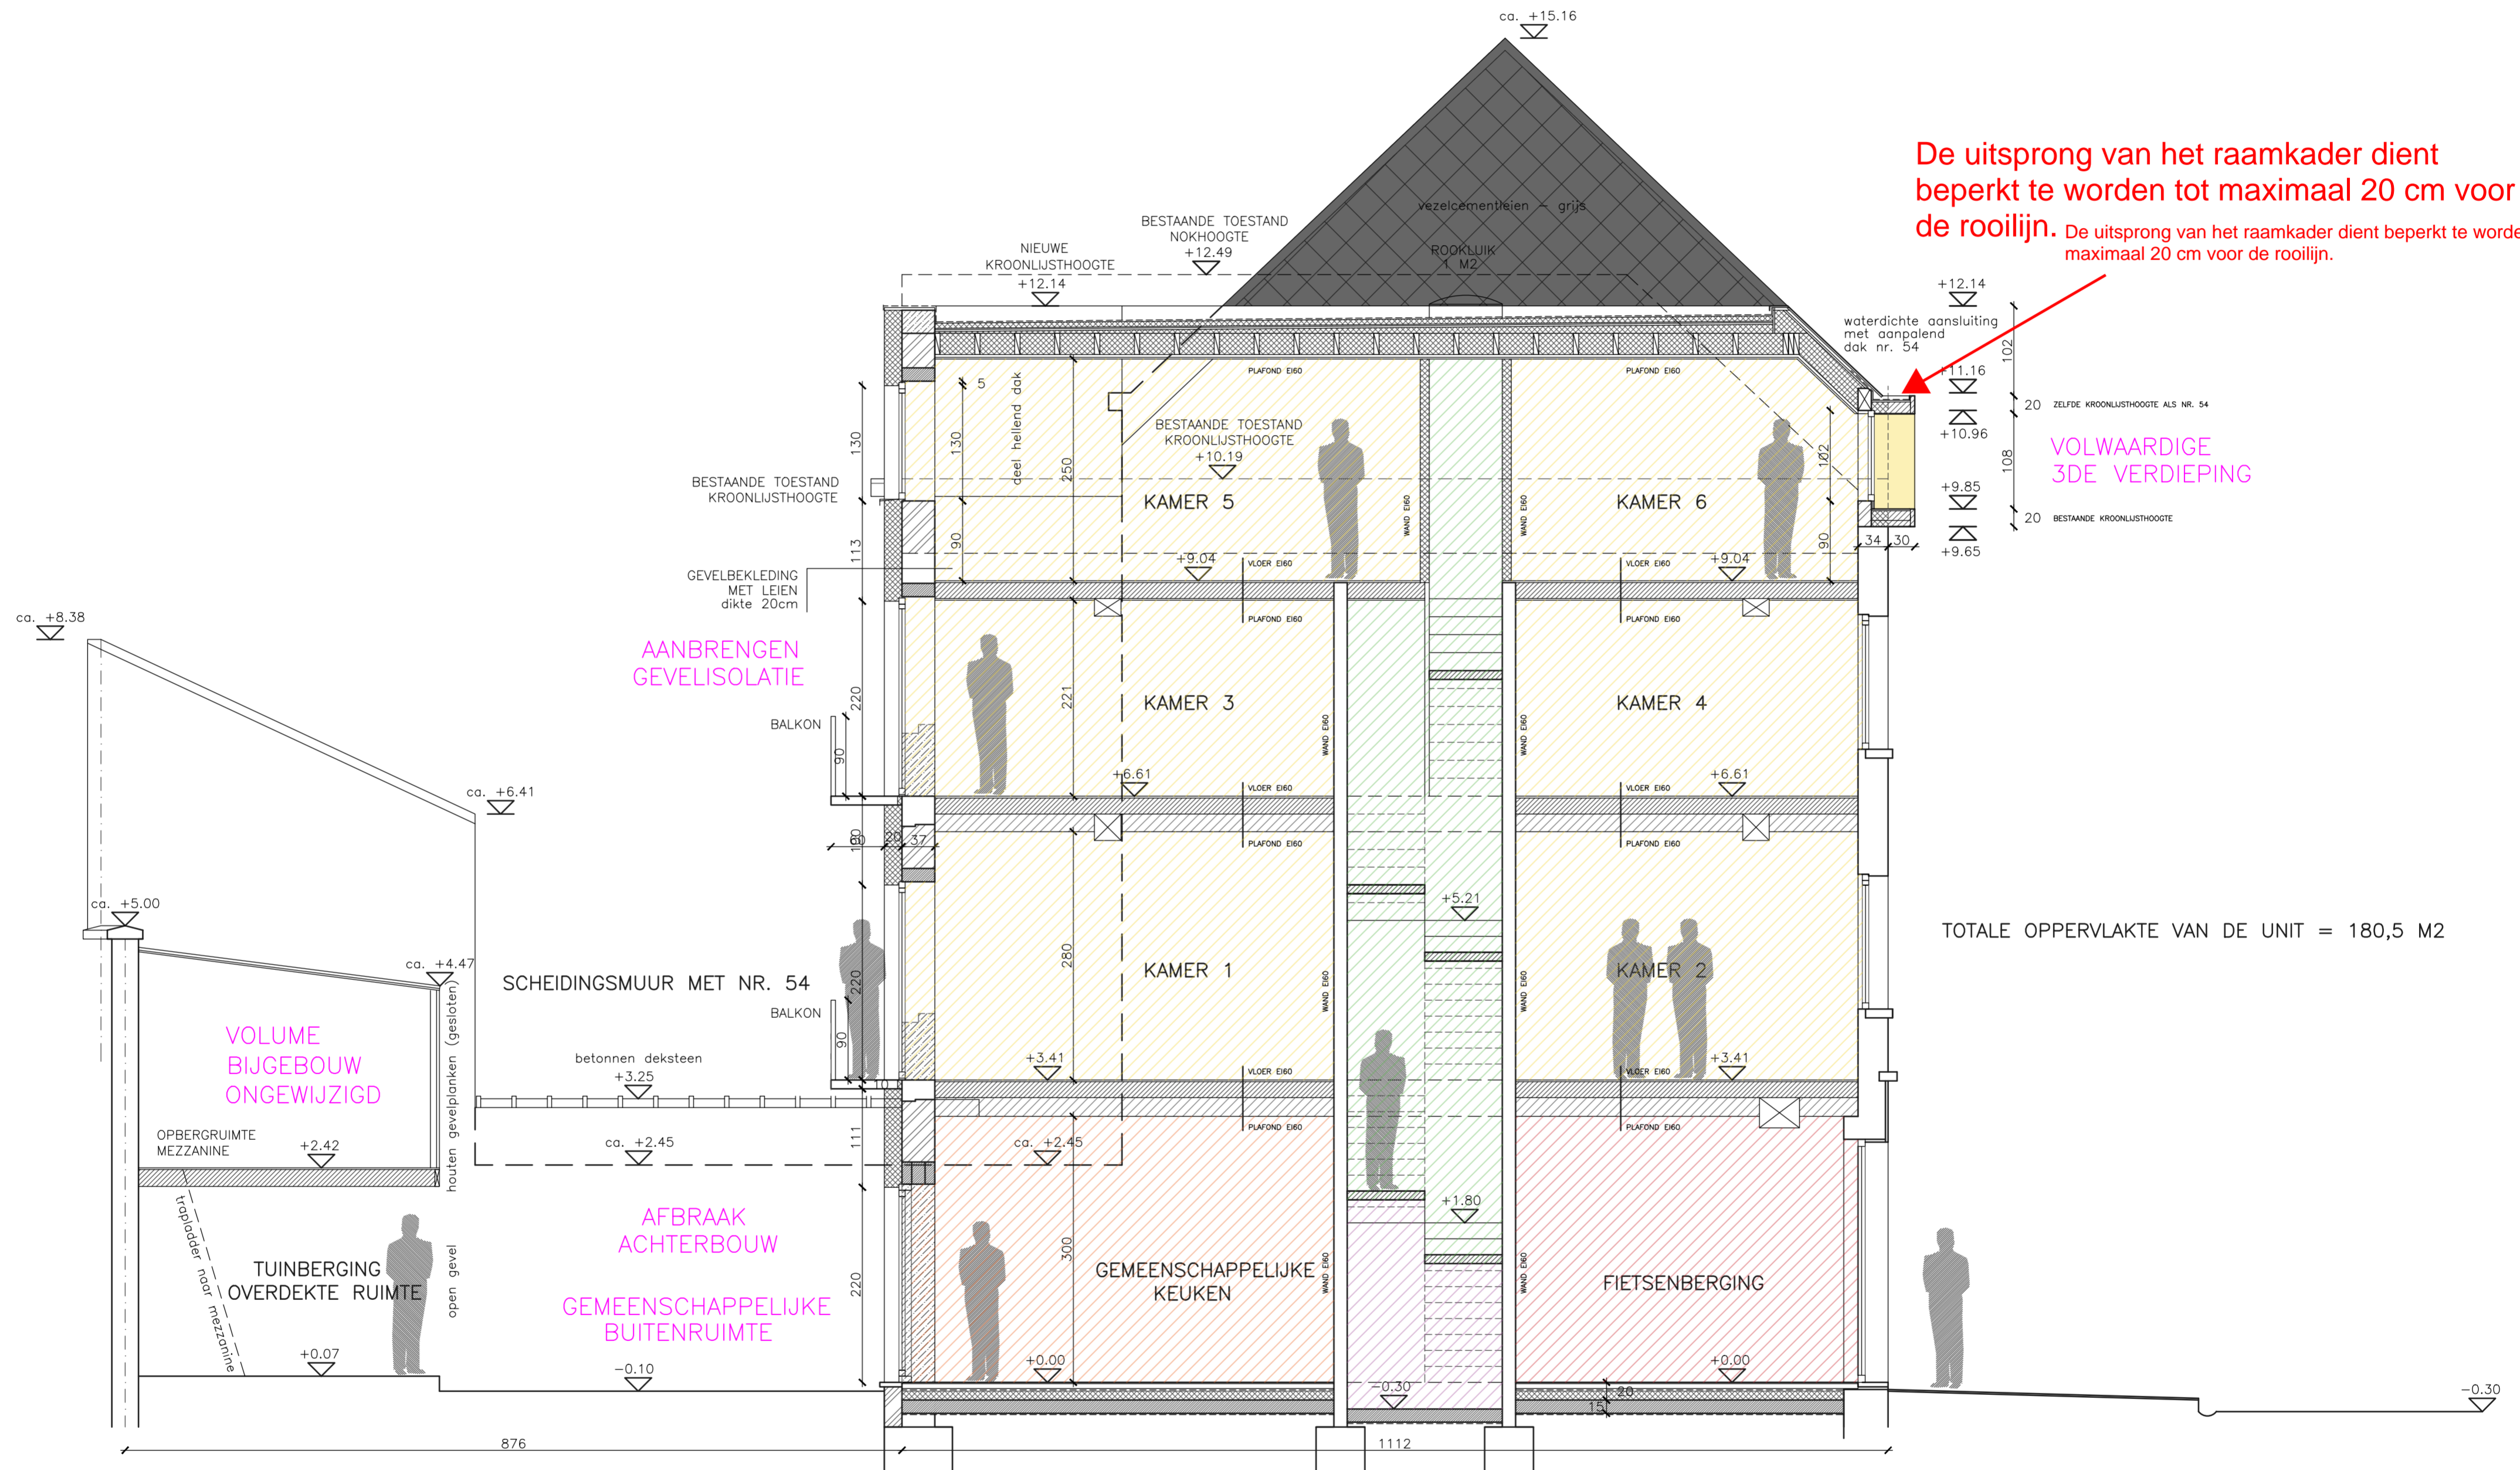 ca. +15.16
De uitsprong van het raamkader dient
beperkt te worden tot maximaal 20 cm voor
de rooilijn.
De uitsprong van het raamkader dient beperkt te worde
maximaal 20 cm voor de rooilijn.
vezelcementleien - grijs
ROOKLUIK
1 M2
BESTAANDE TOESTAND
NOKHOOGTE
+12.49
NIEUWE
KROONLIJSTHOOGTE
+12.14
+12.14
waterdichte aansluiting
met aanpalend
dak nr. 54
102
+11.16
20
ZELFDE KROONLIJSTHOOGTE ALS NR. 54
+10.96
108
VOLWAARDIGE
3DE VERDIEPING
+9.85
20
BESTAANDE KROONLIJSTHOOGTE
+9.65
34
30
PLAFOND EI60
PLAFOND EI60
5
deel hellend dak
130
130
250
BESTAANDE TOESTAND
KROONLIJSTHOOGTE
+10.19
102
BESTAANDE TOESTAND
KROONLIJSTHOOGTE
KAMER 5
KAMER 6
WAND EI60
WAND EI60
113
90
90
+9.04
+9.04
VLOER EI60
VLOER EI60
GEVELBEKLEDING
MET LEIEN
dikte 20cm
PLAFOND EI60
PLAFOND EI60
ca. +8.38
AANBRENGEN
GEVELISOLATIE
220
221
KAMER 3
KAMER 4
WAND EI60
WAND EI60
BALKON
90
+6.61
+6.61
VLOER EI60
VLOER EI60
ca. +6.41
60
20
37
PLAFOND EI60
PLAFOND EI60
ca. +5.00
+5.21
TOTALE OPPERVLAKTE VAN DE UNIT = 180,5 M2
ca. +4.47
SCHEIDINGSMUUR MET NR. 54
220
280
KAMER 1
KAMER 2
WAND EI60
WAND EI60
BALKON
90
houten gevelplanken (gesloten)
VOLUME
BIJGEBOUW
ONGEWIJZIGD
betonnen deksteen
+3.25
+3.41
+3.41
VLOER EI60
VLOER EI60
10
PLAFOND EI60
PLAFOND EI60
OPBERGRUIMTE
MEZZANINE
+2.42
ca. +2.45
ca. +2.45
111
+1.80
trapladder naar mezzanine
TUINBERGING
OVERDEKTE RUIMTE
open gevel
AFBRAAK
ACHTERBOUW
GEMEENSCHAPPELIJKE
BUITENRUIMTE
220
300
GEMEENSCHAPPELIJKE
KEUKEN
WAND EI60
WAND EI60
FIETSENBERGING
+0.07
-0.10
+0.00
+0.00
-0.30
20
15
-0.30
876
1112